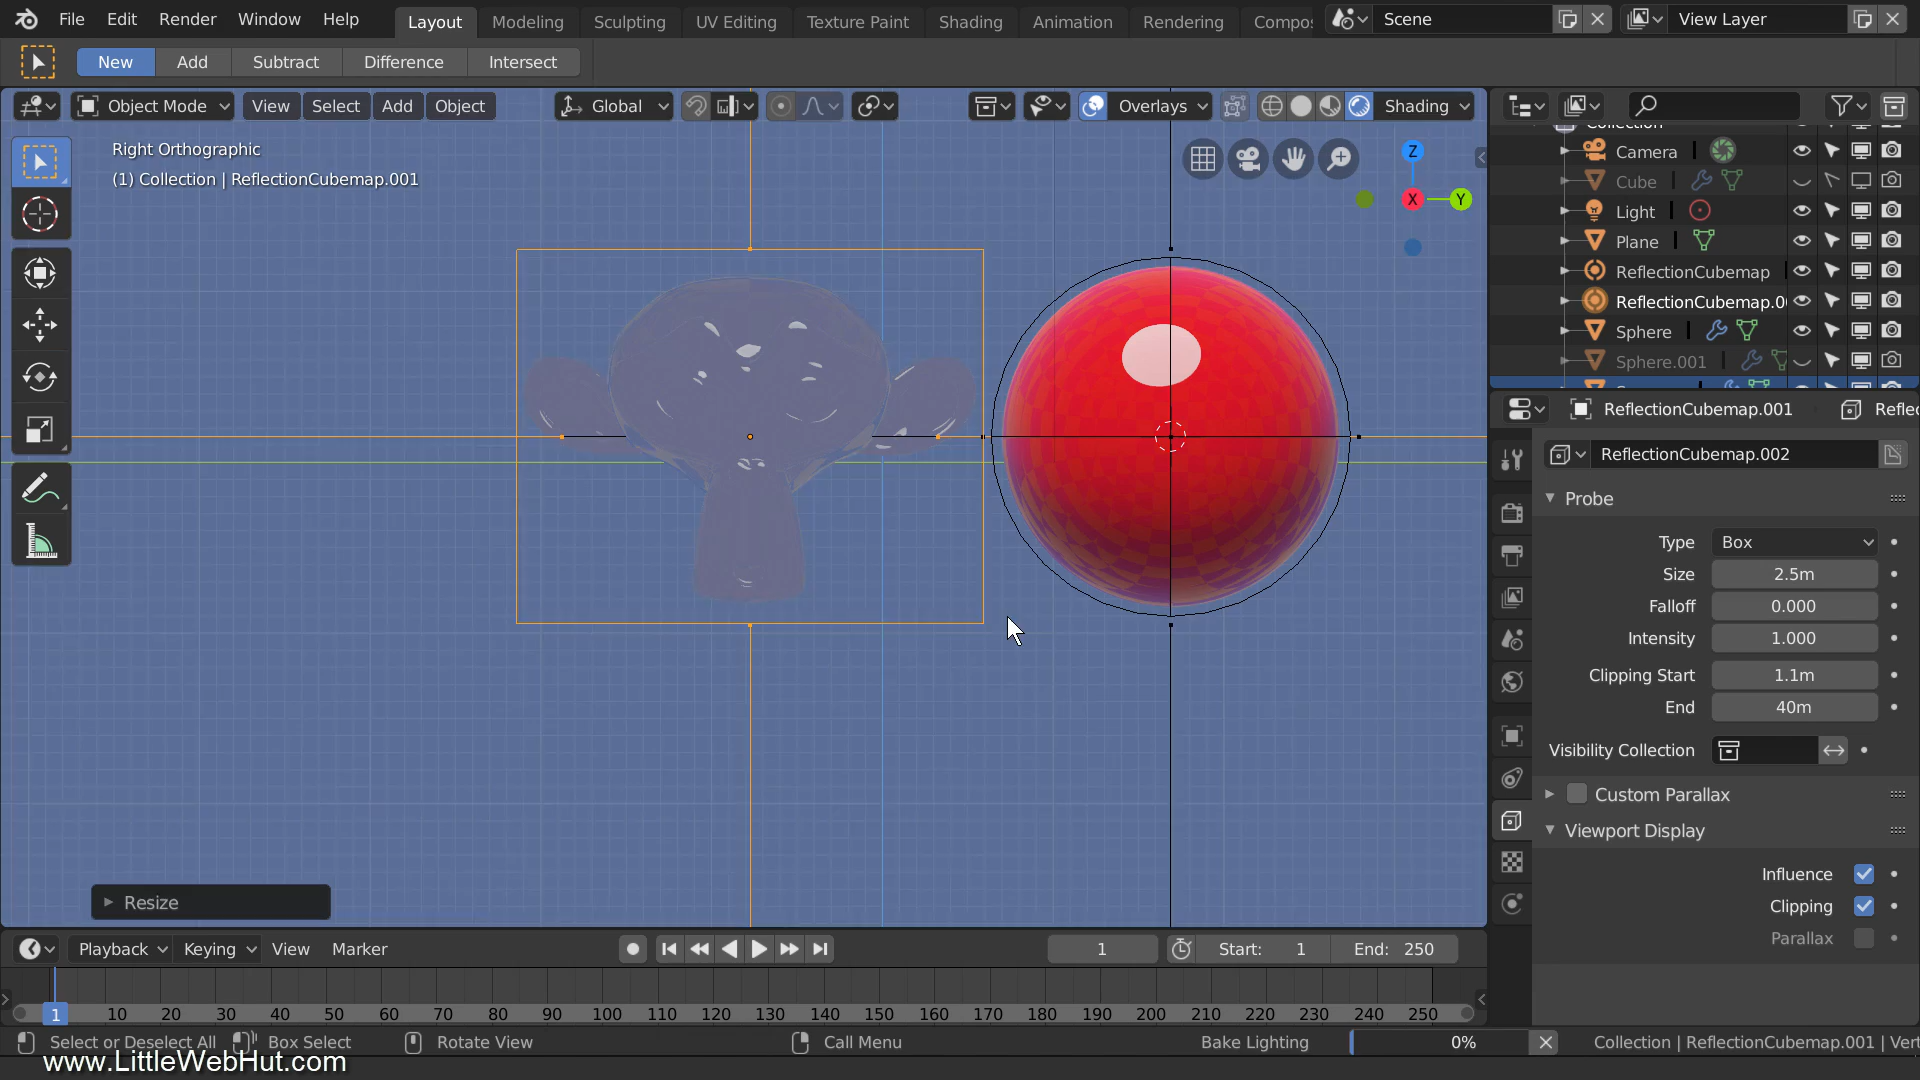 File Edit Render Window Help Layout Modeling Sculpting UV Editing Texture Paint Shading Animation Rendering Compos Scene View Layer
New Add Subtract Difference Intersect
Object Mode View Select Add Object Global Overlays Shading
Right Orthographic
(1) Collection | ReflectionCubemap.001
Z
X
Y
Collection
Camera
Cube
Light
Plane
ReflectionCubemap
ReflectionCubemap.00
Sphere
Sphere.001
ReflectionCubemap.001 Reflec
ReflectionCubemap.002
Probe
Type Box
Size 2.5m
Falloff 0.000
Intensity 1.000
Clipping Start 1.1m
End 40m
Visibility Collection
Custom Parallax
Viewport Display
Influence
Clipping
Parallax
Resize
Playback Keying View Marker 1 Start: 1 End: 250
1 10 20 30 40 50 60 70 80 90 100 110 120 130 140 150 160 170 180 190 200 210 220 230 240 250
Select or Deselect All Box Select Rotate View Call Menu Bake Lighting 0% Collection | ReflectionCubemap.001 | Vert
www.LittleWebHut.com